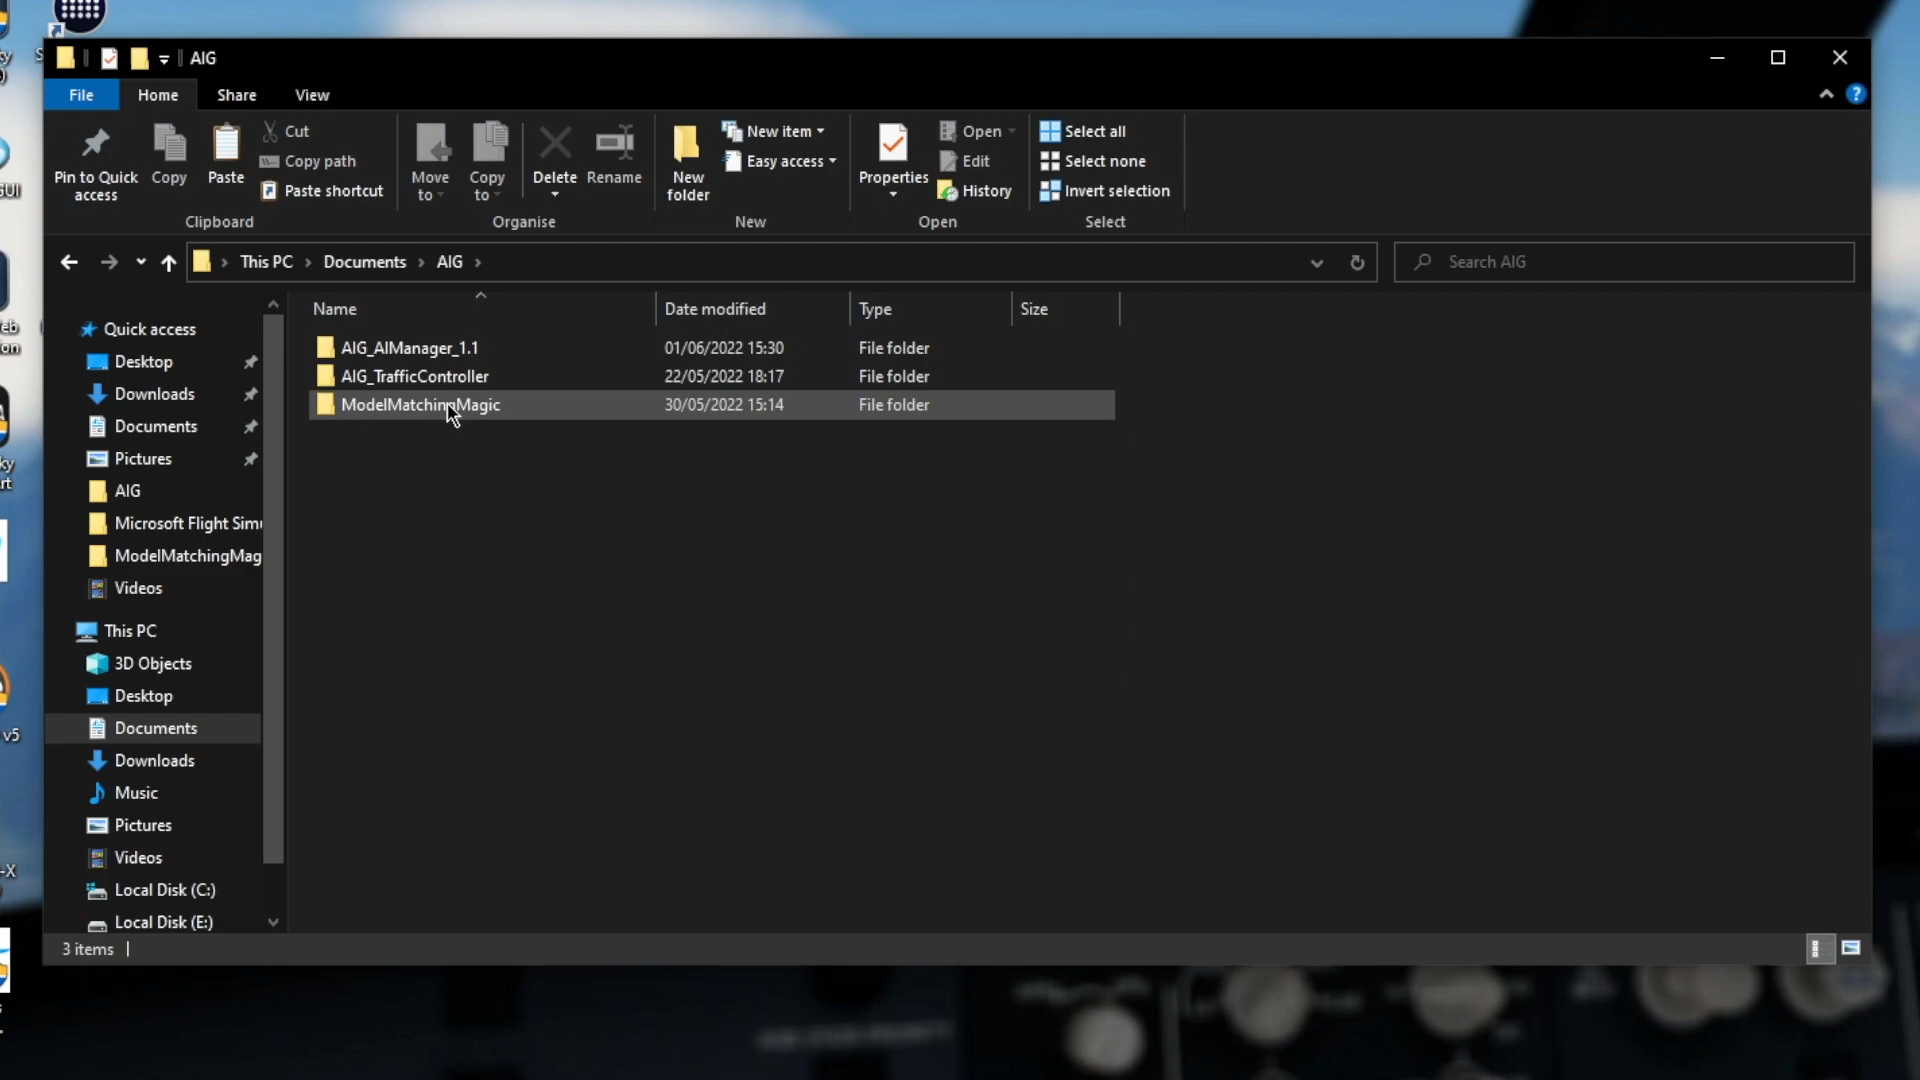 AIG
File
Home
Share
View
Pin to Quick access
Copy
Paste
Cut
Copy path
Paste shortcut
Clipboard
Move to
Copy to
Delete
Rename
Organise
New folder
New item
Easy access
New
Properties
Open
Edit
History
Open
Select all
Select none
Invert selection
Select
This PC > Documents > AIG >
Search AIG
Name Date modified Type Size
AIG_AIManager_1.1 01/06/2022 15:30 File folder
AIG_TrafficController 22/05/2022 18:17 File folder
ModelMatchingMagic 30/05/2022 15:14 File folder
Quick access
Desktop
Downloads
Documents
Pictures
AIG
Microsoft Flight Simu
ModelMatchingMag
Videos
This PC
3D Objects
Desktop
Documents
Downloads
Music
Pictures
Videos
Local Disk (C:)
Local Disk (E:)
3 items
GUI
v5
-X